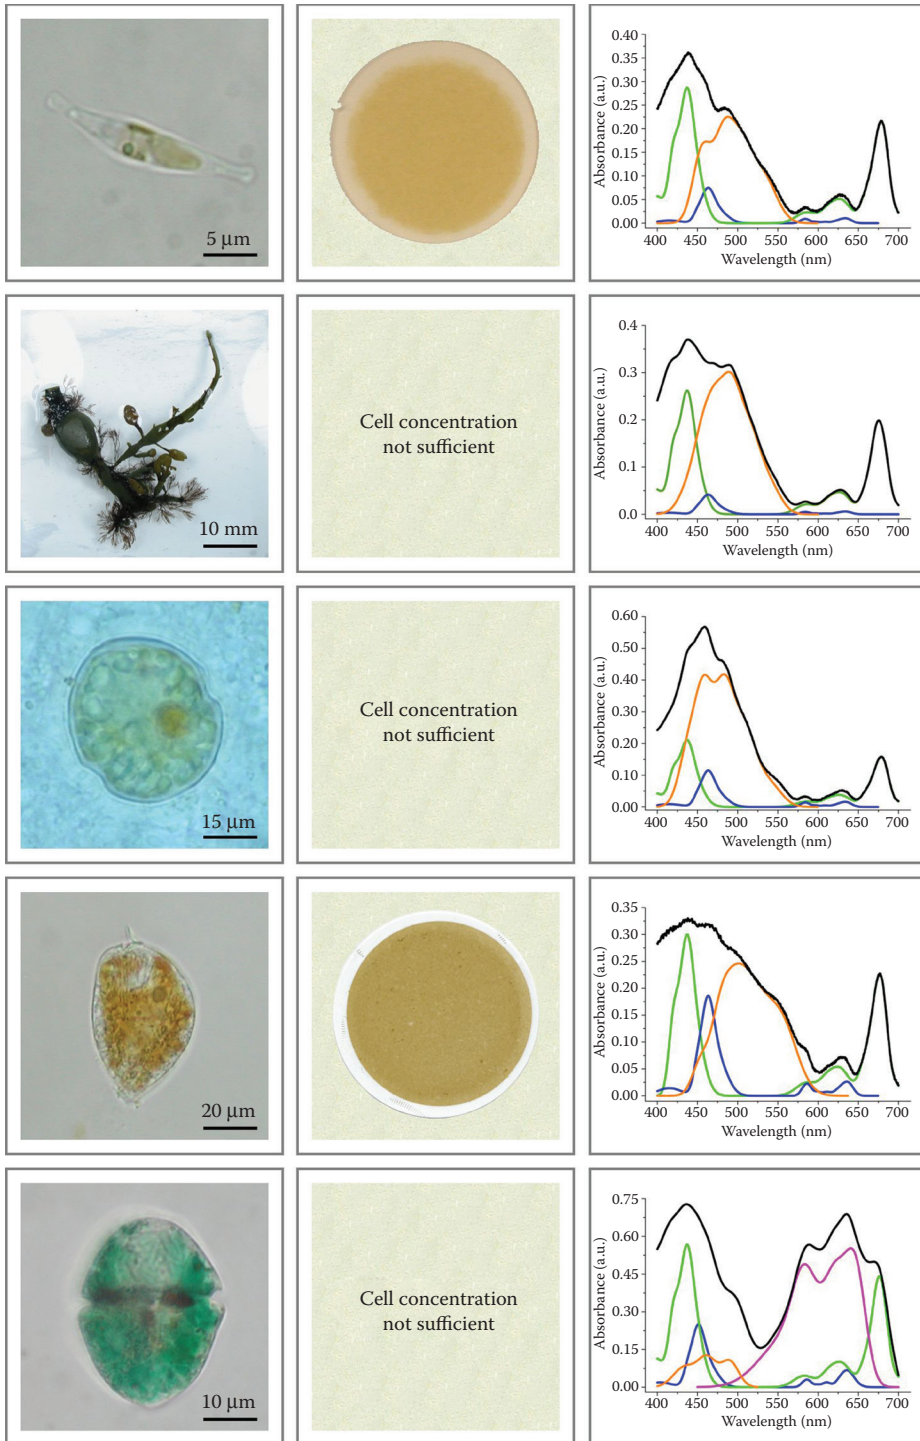 5 µm
0.40
0.35
0.30
0.25
0.20
0.15
0.10
0.05
0.00
Absorbance (a.u.)
400 450 500 550 600 650 700
Wavelength (nm)
10 mm
Cell concentration
not sufficient
0.4
0.3
0.2
0.1
0.0
Absorbance (a.u.)
400 450 500 550 600 650 700
Wavelength (nm)
15 µm
Cell concentration
not sufficient
0.60
0.50
0.40
0.30
0.20
0.10
0.00
Absorbance (a.u.)
400 450 500 550 600 650 700
Wavelength (nm)
20 µm
0.35
0.30
0.25
0.20
0.15
0.10
0.05
0.00
Absorbance (a.u.)
400 450 500 550 600 650 700
Wavelength (nm)
10 µm
Cell concentration
not sufficient
0.75
0.60
0.45
0.30
0.15
0.00
Absorbance (a.u.)
400 450 500 550 600 650 700
Wavelength (nm)